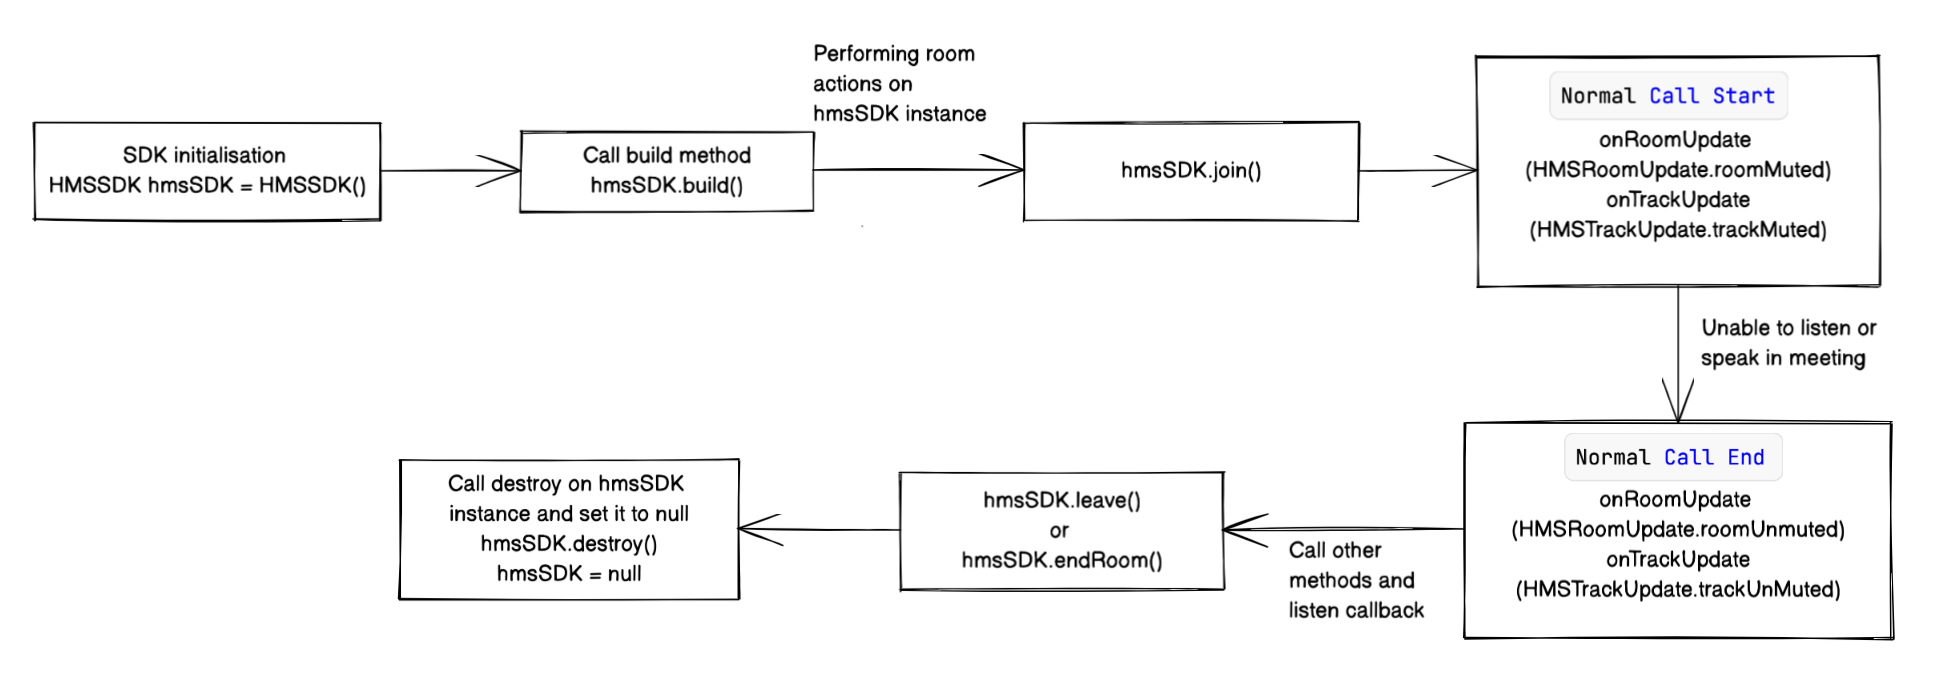 SDK initialisation
HMSSDK hmsSDK = HMSSDK()
Call build method
hmsSDK.build()
Performing room
actions on
hmsSDK instance
hmsSDK.join()
Normal Call Start
onRoomUpdate
(HMSRoomUpdate.roomMuted)
onTrackUpdate
(HMSTrackUpdate.trackMuted)
Unable to listen or
speak in meeting
Normal Call End
onRoomUpdate
(HMSRoomUpdate.roomUnmuted)
onTrackUpdate
(HMSTrackUpdate.trackUnMuted)
Call other
methods and
listen callback
hmsSDK.leave()
or
hmsSDK.endRoom()
Call destroy on hmsSDK
instance and set it to null
hmsSDK.destroy()
hmsSDK = null